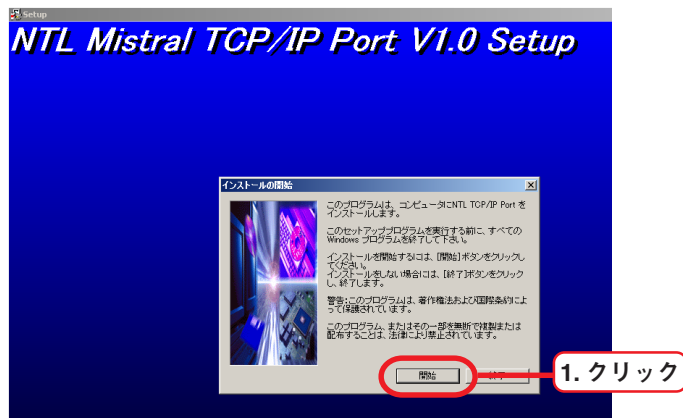 Setup
NTL Mistral TCP/IP Port V1.0 Setup
インストールの開始
このプログラムは、コンピュータにNTL TCP/IP Port を
インストールします。
このセットアッププログラムを実行する前に、すべての
Windows プログラムを終了して下さい。
インストールを開始するには、[開始]ボタンをクリックし
てください。
インストールをしない場合には、[終了]ボタンをクリック
し、終了します。
警告:このプログラムは、著作権法および国際条約によ
って保護されています。
このプログラム、またはその一部を無断で複製または
配布することは、法律により禁止されています。
開始
1. クリック